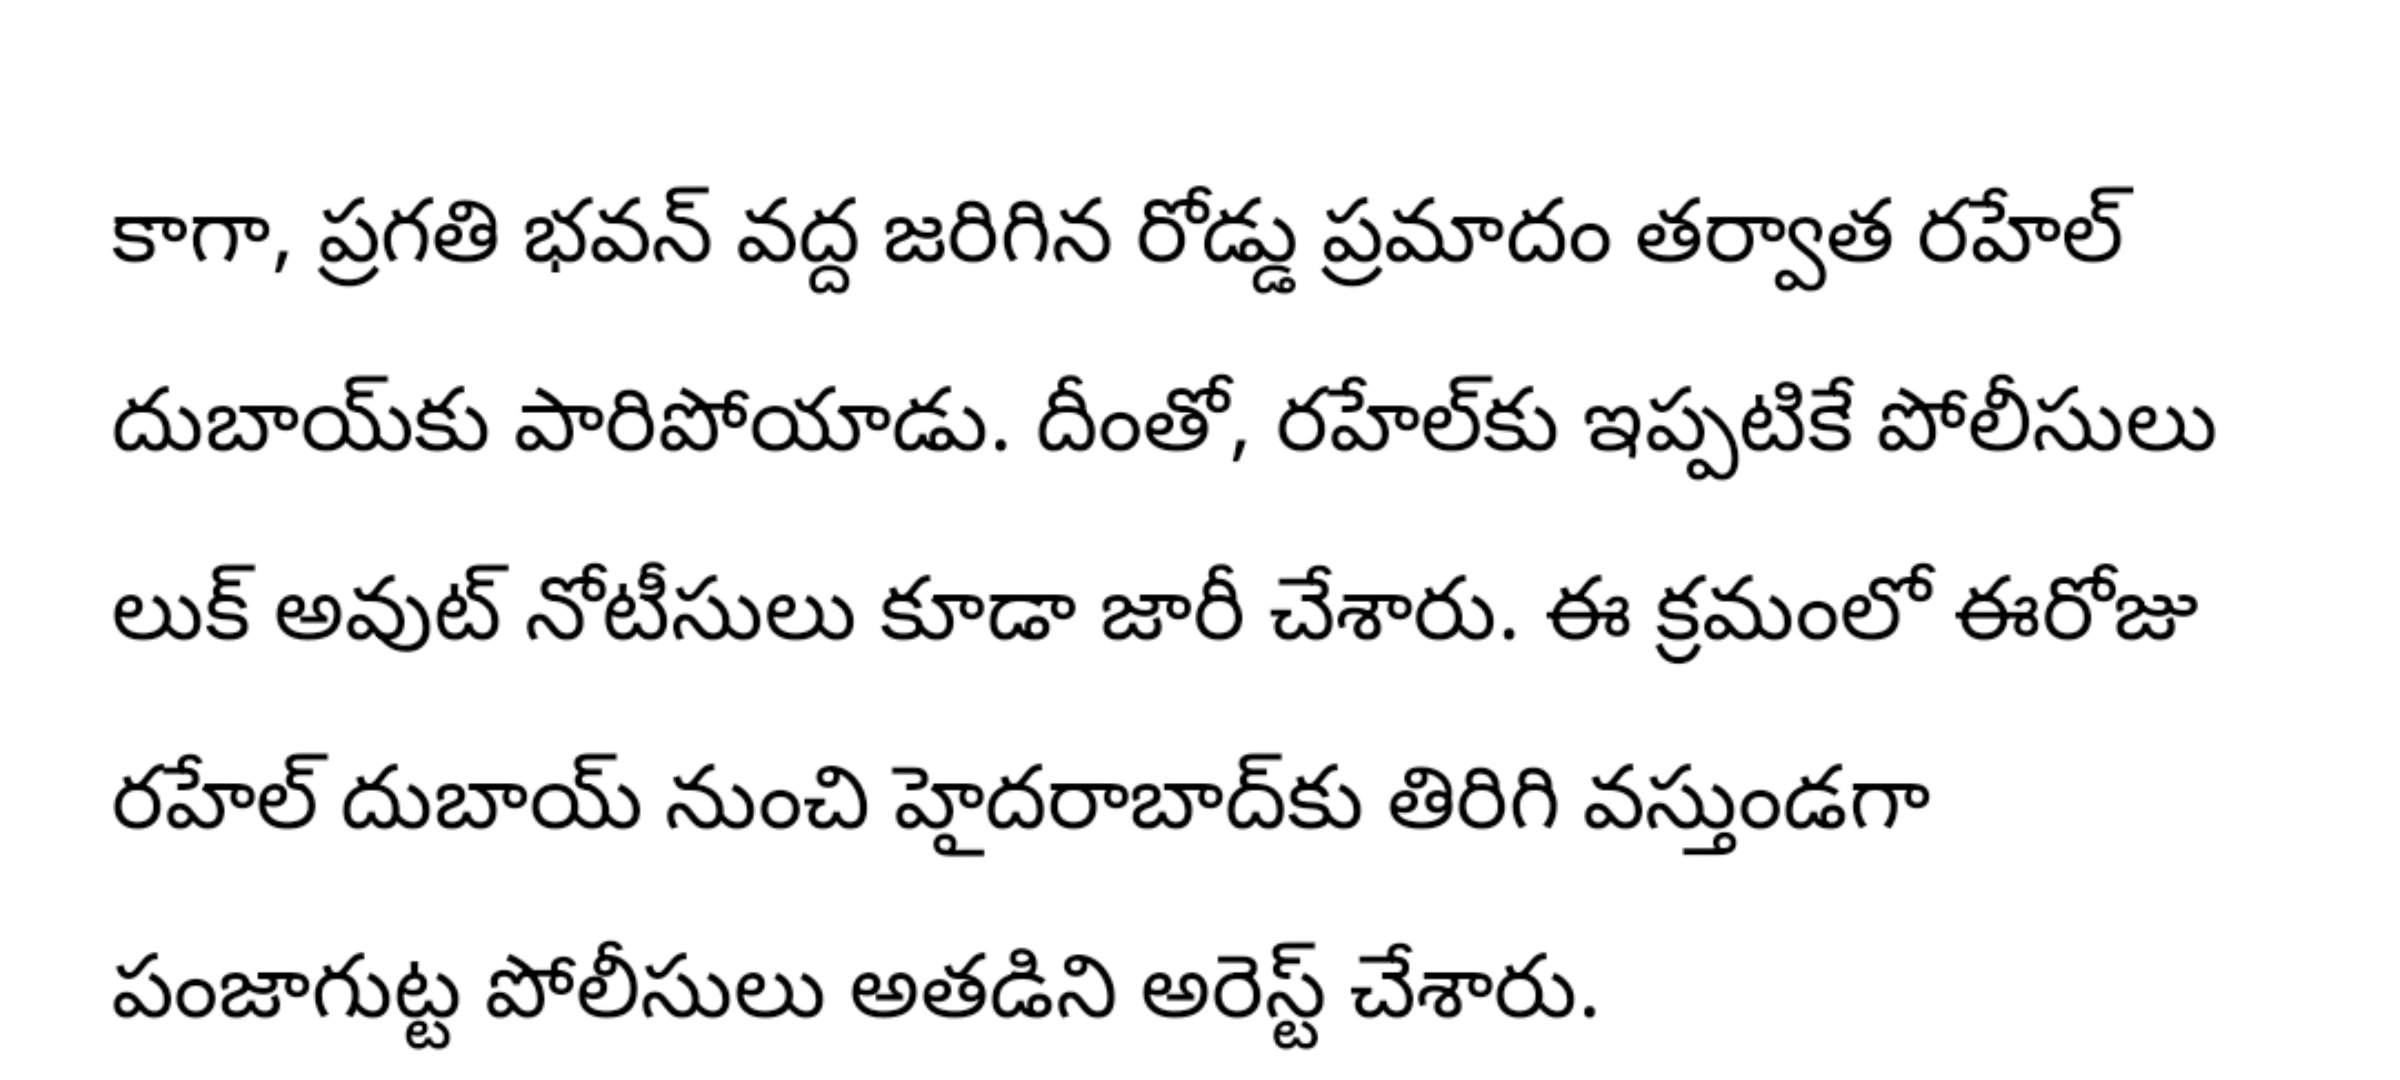 కాగా, ప్రగతి భవన్ వద్ద జరిగిన రోడ్డు ప్రమాదం తర్వాత రహేల్
దుబాయ్‌కు పారిపోయాడు. దీంతో, రహేల్‌కు ఇప్పటికే పోలీసులు
లుక్ అవుట్ నోటీసులు కూడా జారీ చేశారు. ఈ క్రమంలో ఈరోజు
రహేల్ దుబాయ్ నుంచి హైదరాబాద్‌కు తిరిగి వస్తుండగా
పంజాగుట్ట పోలీసులు అతడిని అరెస్ట్ చేశారు.